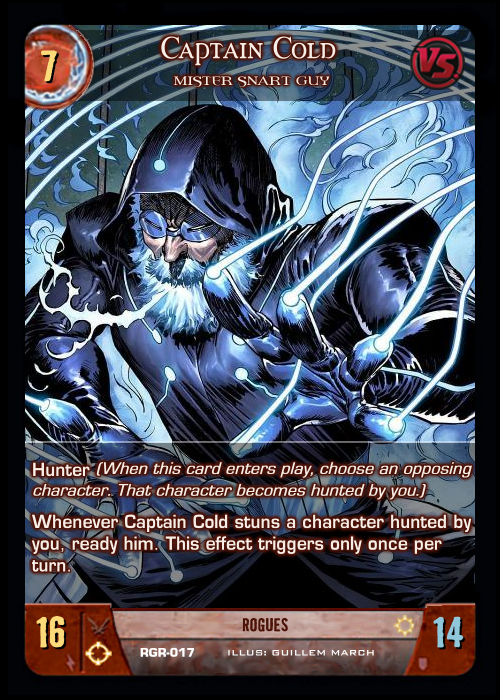 7
Captain Cold
VS
Mister Snart Guy
Hunter (When this card enters play, choose an opposing
character. That character becomes hunted by you.)
Whenever Captain Cold stuns a character hunted by
you, ready him. This effect triggers only once per
turn.
16
ROGUES
14
RGR-017
ILLUS: GUILLEM MARCH